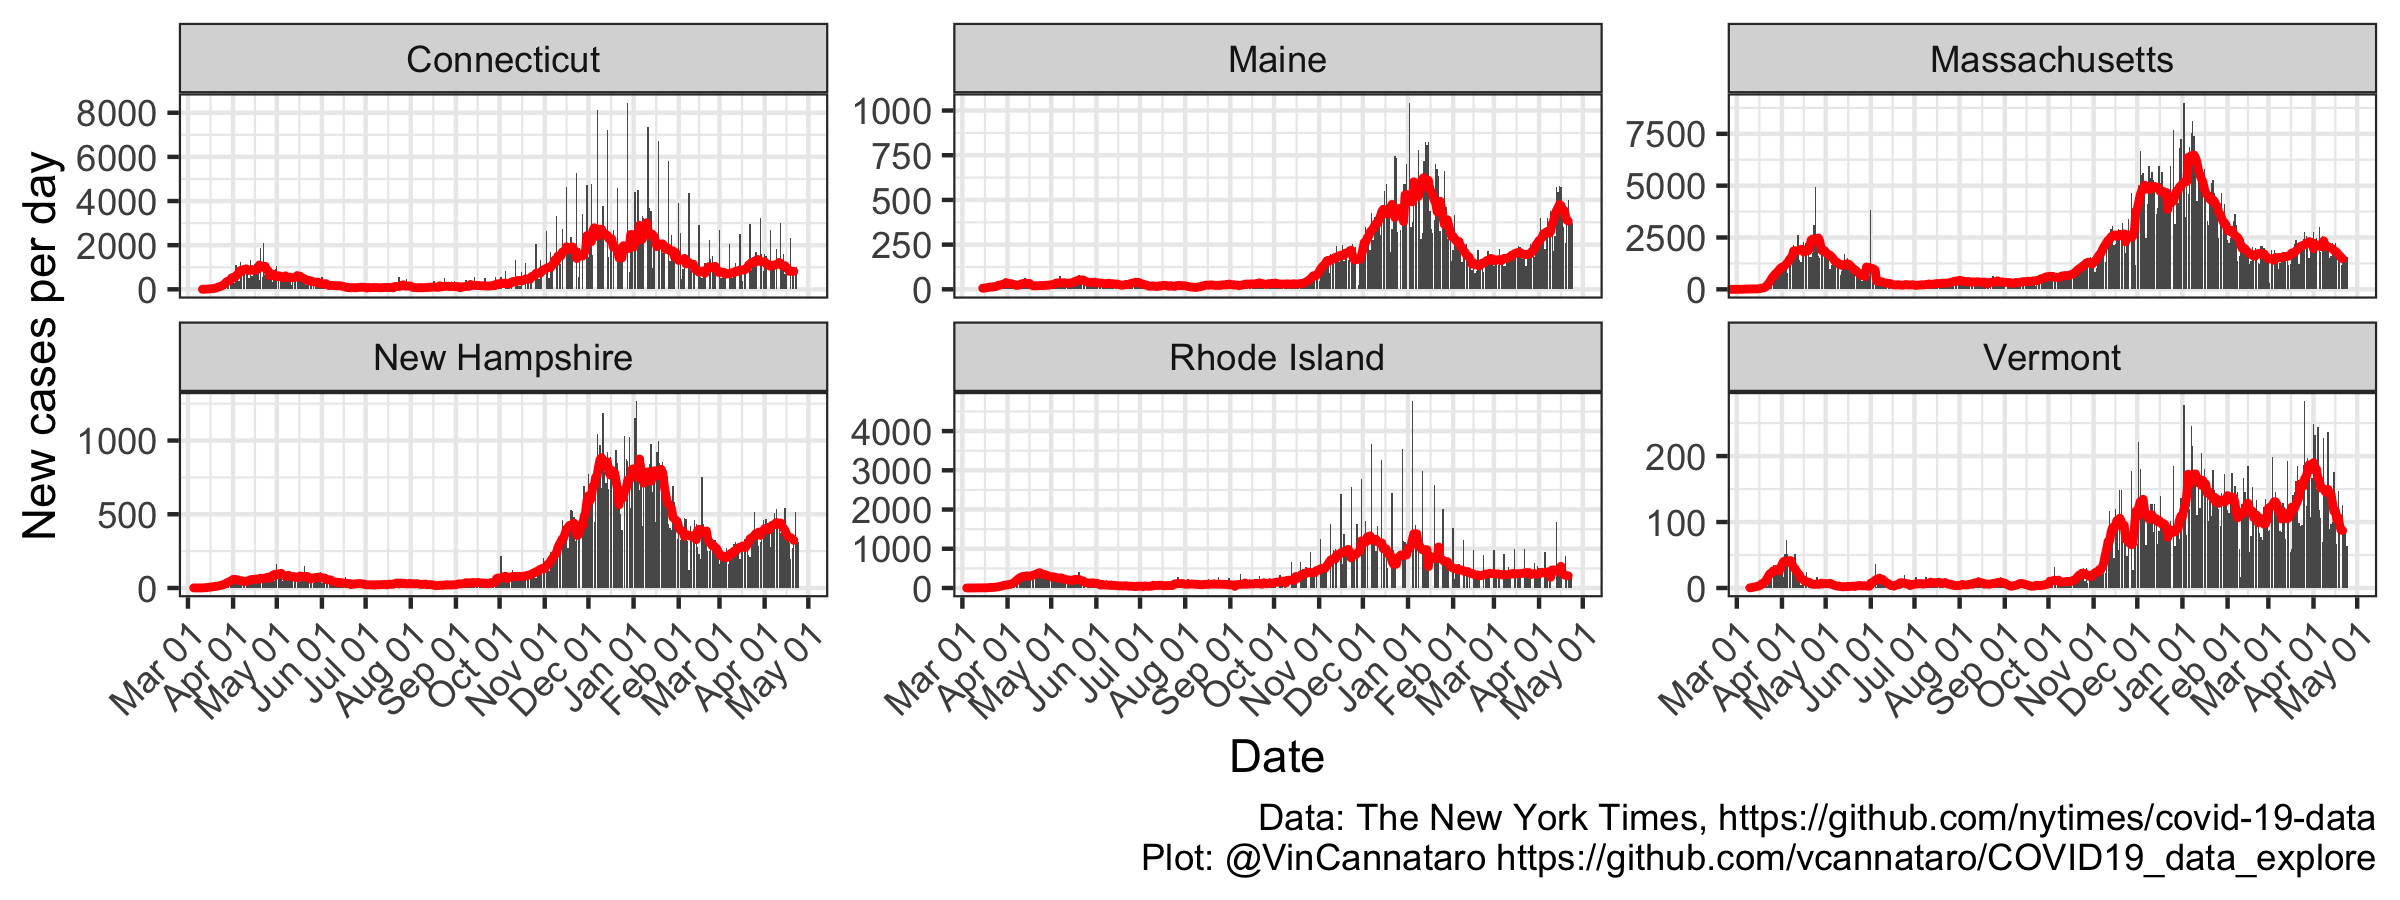 Connecticut
Maine
Massachusetts
8000
6000
4000
2000
0
1000
750
500
250
0
7500
5000
2500
0
New Hampshire
Rhode Island
Vermont
1000
500
0
4000
3000
2000
1000
0
200
100
0
Mar 01 Apr 01 May 01 Jun 01 Jul 01 Aug 01 Sep 01 Oct 01 Nov 01 Dec 01 Jan 01 Feb 01 Mar 01 Apr 01 May 01
Mar 01 Apr 01 May 01 Jun 01 Jul 01 Aug 01 Sep 01 Oct 01 Nov 01 Dec 01 Jan 01 Feb 01 Mar 01 Apr 01 May 01
Mar 01 Apr 01 May 01 Jun 01 Jul 01 Aug 01 Sep 01 Oct 01 Nov 01 Dec 01 Jan 01 Feb 01 Mar 01 Apr 01 May 01
New cases per day
Date
Data: The New York Times, https://github.com/nytimes/covid-19-data
Plot: @VinCannataro https://github.com/vcannataro/COVID19_data_explore